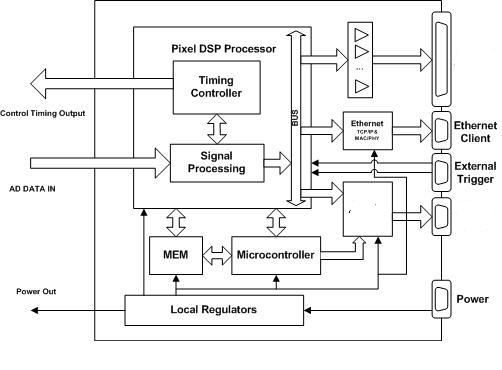 Pixel DSP Processor
Timing
Controller
Control Timing Output
BUS
...
Ethernet
TCP/IP&
MAC/PHY
Ethernet
Client
Signal
Processing
External
Trigger
AD DATA IN
MEM
Microcontroller
Power Out
Local Regulators
Power